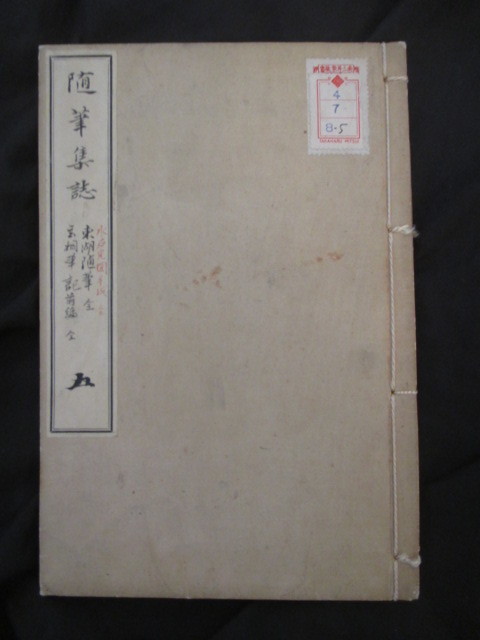 随筆集誌
東湖随筆 全
玄桐筆記 前編 全
五
4
7
8・5